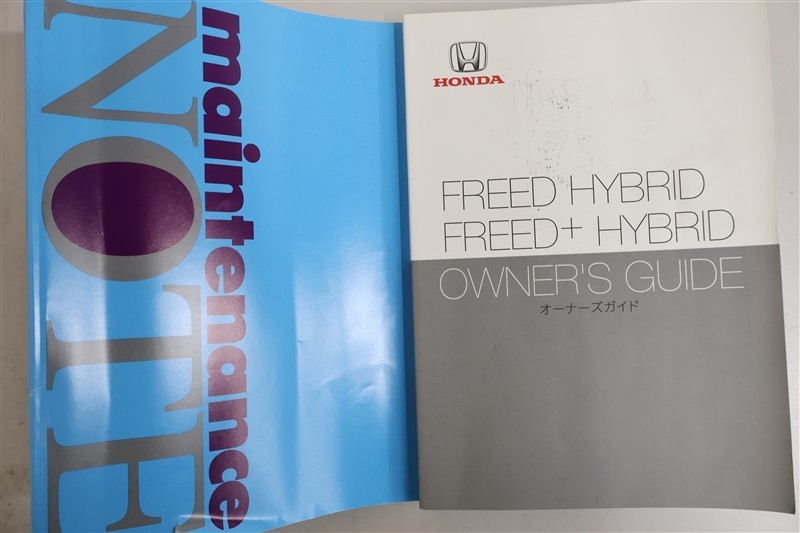 maintenance
NOTE
HONDA
FREED HYBRID
FREED+ HYBRID
OWNER'S GUIDE
オーナーズガイド